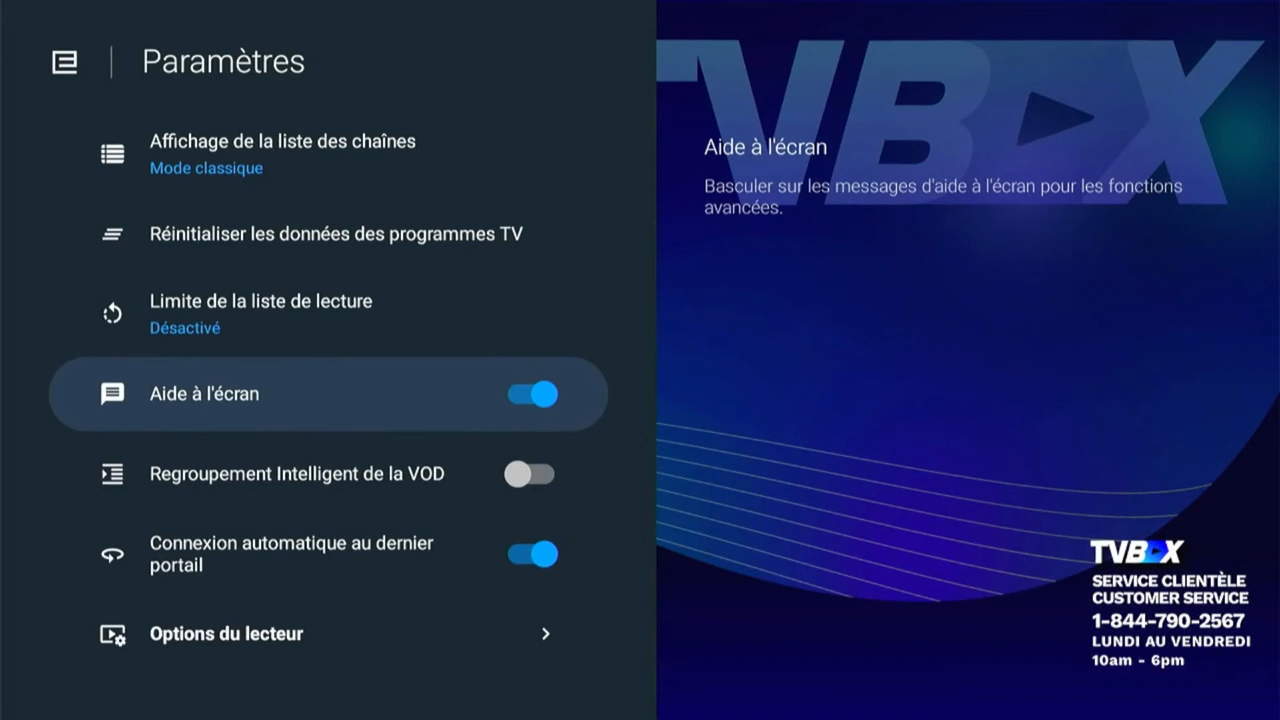 Paramètres
Affichage de la liste des chaînes
Mode classique
Réinitialiser les données des programmes TV
Limite de la liste de lecture
Désactivé
Aide à l'écran
Regroupement Intelligent de la VOD
Connexion automatique au dernier
portail
Options du lecteur
TVBOX
Aide à l'écran
Basculer sur les messages d'aide à l'écran pour les fonctions
avancées.
TVBOX
SERVICE CLIENTÈLE
CUSTOMER SERVICE
1-844-790-2567
LUNDI AU VENDREDI
10am - 6pm